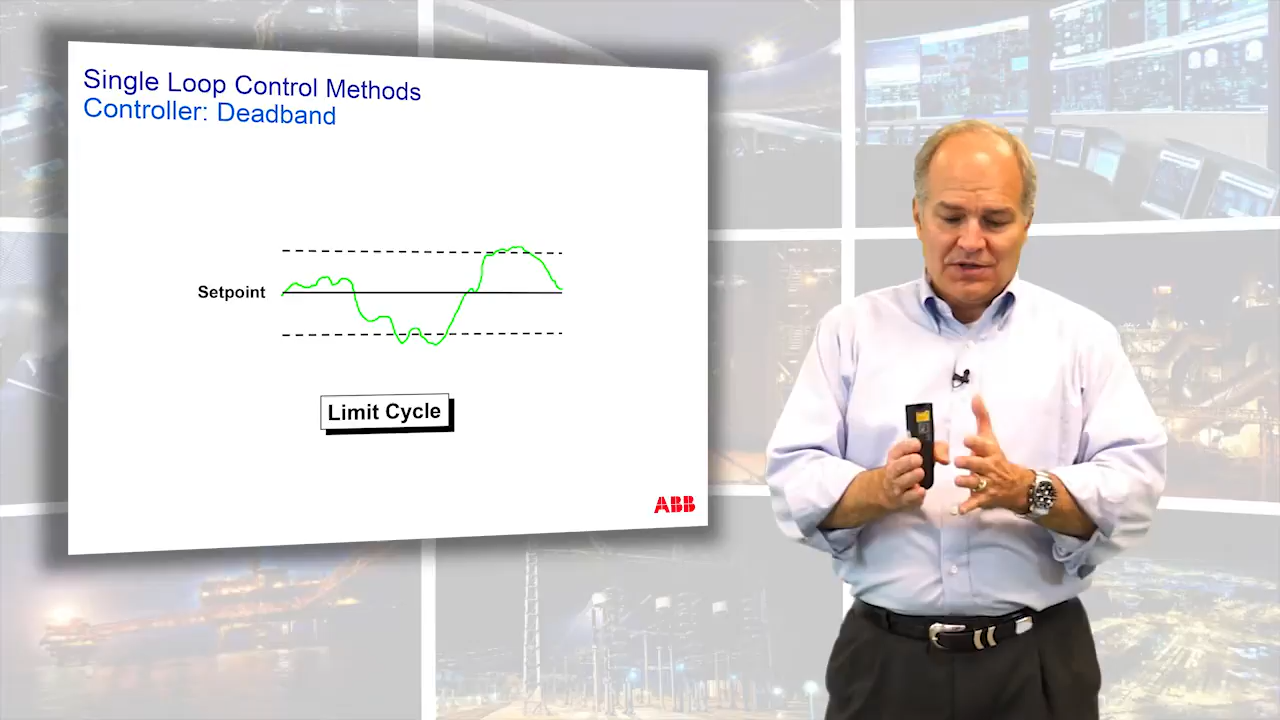 Single Loop Control Methods
Controller: Deadband
Setpoint
Limit Cycle
ABB